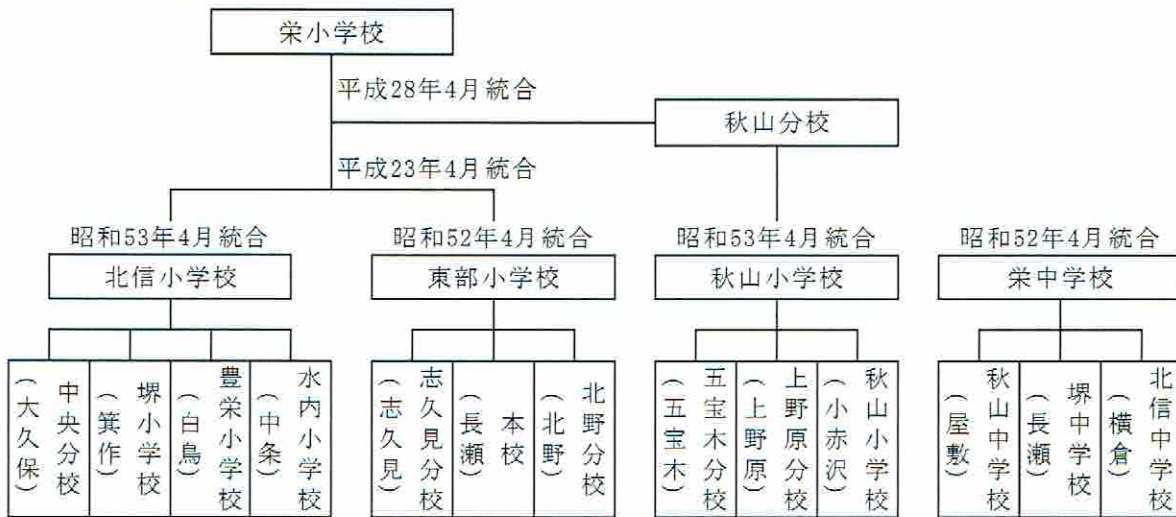 栄小学校
平成28年4月統合
秋山分校
平成23年4月統合
昭和53年4月統合
北信小学校
昭和52年4月統合
東部小学校
昭和53年4月統合
秋山小学校
昭和52年4月統合
栄中学校
水内小学校
（中条）
豊栄小学校
（白鳥）
堺小学校
（箕作）
中央分校
（大久保）
北野分校
（北野）
本校
（長瀬）
志久見分校
（志久見）
秋山小学校
（小赤沢）
上野原分校
（上野原）
五宝木分校
（五宝木）
北信中学校
（横倉）
堺中学校
（長瀬）
秋山中学校
（屋敷）